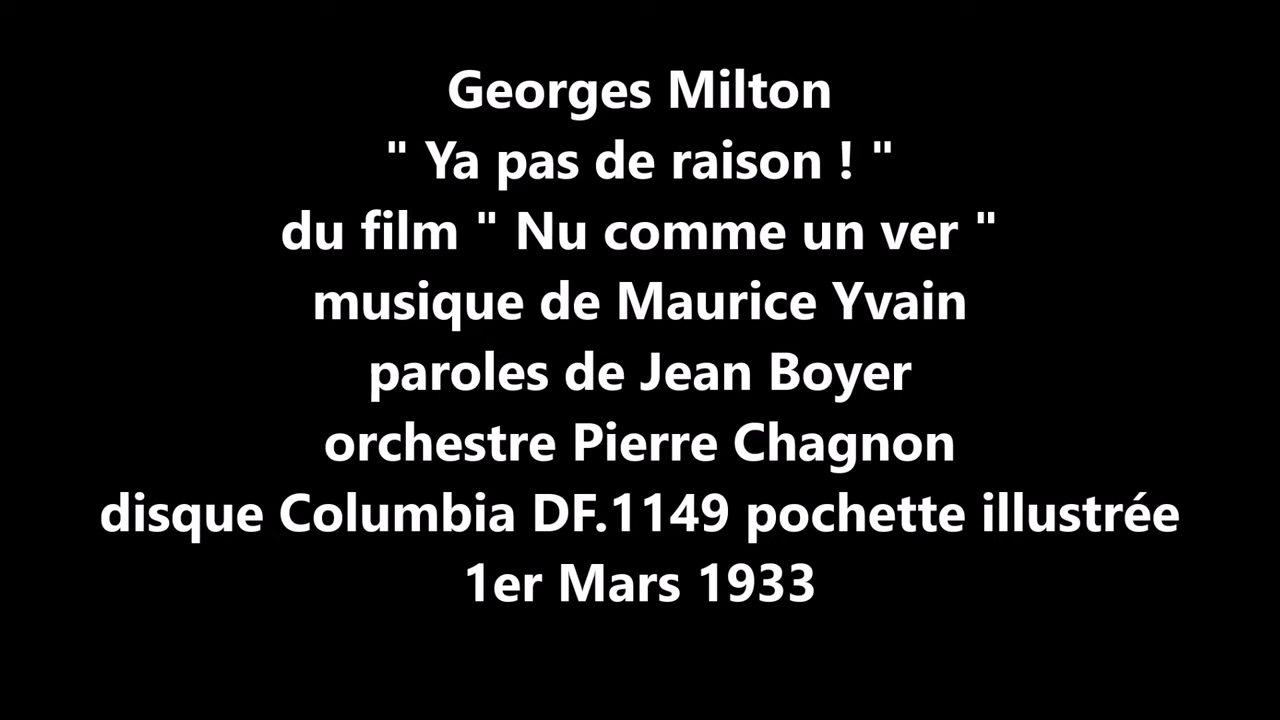 Georges Milton
" Ya pas de raison ! "
du film " Nu comme un ver "
musique de Maurice Yvain
paroles de Jean Boyer
orchestre Pierre Chagnon
disque Columbia DF.1149 pochette illustrée
1er Mars 1933